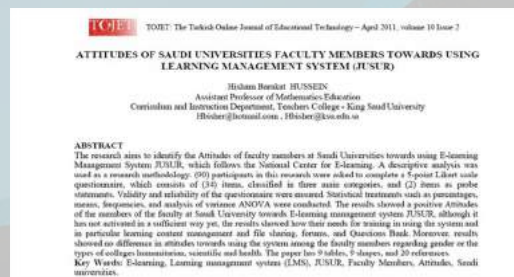 TOJET
TOJET: The Turkish Online Journal of Educational Technology – April 2011, volume 10 Issue 2
ATTITUDES OF SAUDI UNIVERSITIES FACULTY MEMBERS TOWARDS USING
LEARNING MANAGEMENT SYSTEM (JUSUR)
Hisham Barakat HUSSEIN
Assistant Professor of Mathematics Education
Curriculum and Instruction Department, Teachers College - King Saud University
Hbisher@hotmail.com , Hbisher@ksu.edu.sa
ABSTRACT
The research aims to identify the Attitudes of faculty members at Saudi Universities towards using E-learning
Management System JUSUR, which follows the National Center for E-learning. A descriptive analysis was
used as a research methodology. (90) participants in this research were asked to complete a 5-point Likert scale
questionnaire, which consists of (34) items, classified in three main categories, and (2) items as probe
statements. Validity and reliability of the questionnaire were ensured. Statistical treatments such as percentages,
means, frequencies, and analysis of variance ANOVA were conducted. The results showed a positive Attitudes
of the members of the faculty at Saudi University towards E-learning management system JUSUR, although it
has not activated in a sufficient way yet, the results showed how their needs for training in using the system and
in particular learning content management and file sharing, forums, and Questions Bank. Moreover, results
showed no difference in attitudes towards using the system among the faculty members regarding gender or the
types of colleges humanitarian, scientific and health. The paper has 9 tables, 9 shapes, and 20 references.
Key Words: E-learning, Learning management system (LMS), JUSUR, Faculty Members, Attitudes, Saudi
universities.